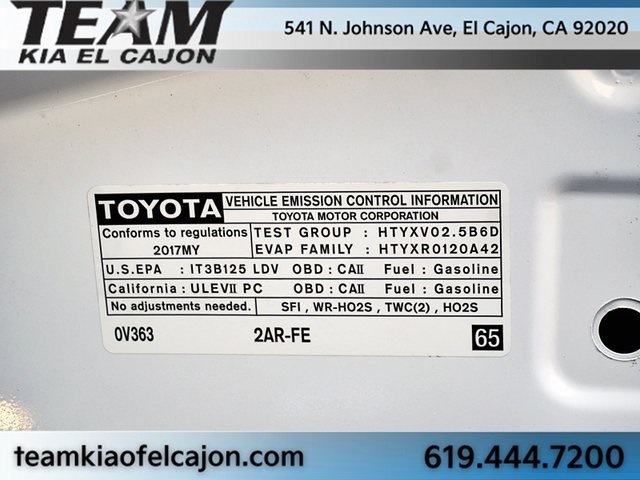 TEAM
KIA EL CAJON
541 N. Johnson Ave, El Cajon, CA 92020
TOYOTA VEHICLE EMISSION CONTROL INFORMATION
TOYOTA MOTOR CORPORATION
Conforms to regulations TEST GROUP : HTYXV02.5B6D
2017MY EVAP FAMILY : HTYXR0120A42
U.S.EPA : IT3B125 LDV OBD : CAII Fuel : Gasoline
California : ULEVII PC OBD : CAII Fuel : Gasoline
No adjustments needed. SFI , WR-HO2S , TWC(2) , HO2S
0V363 2AR-FE 65
teamkiaofelcajon.com 619.444.7200